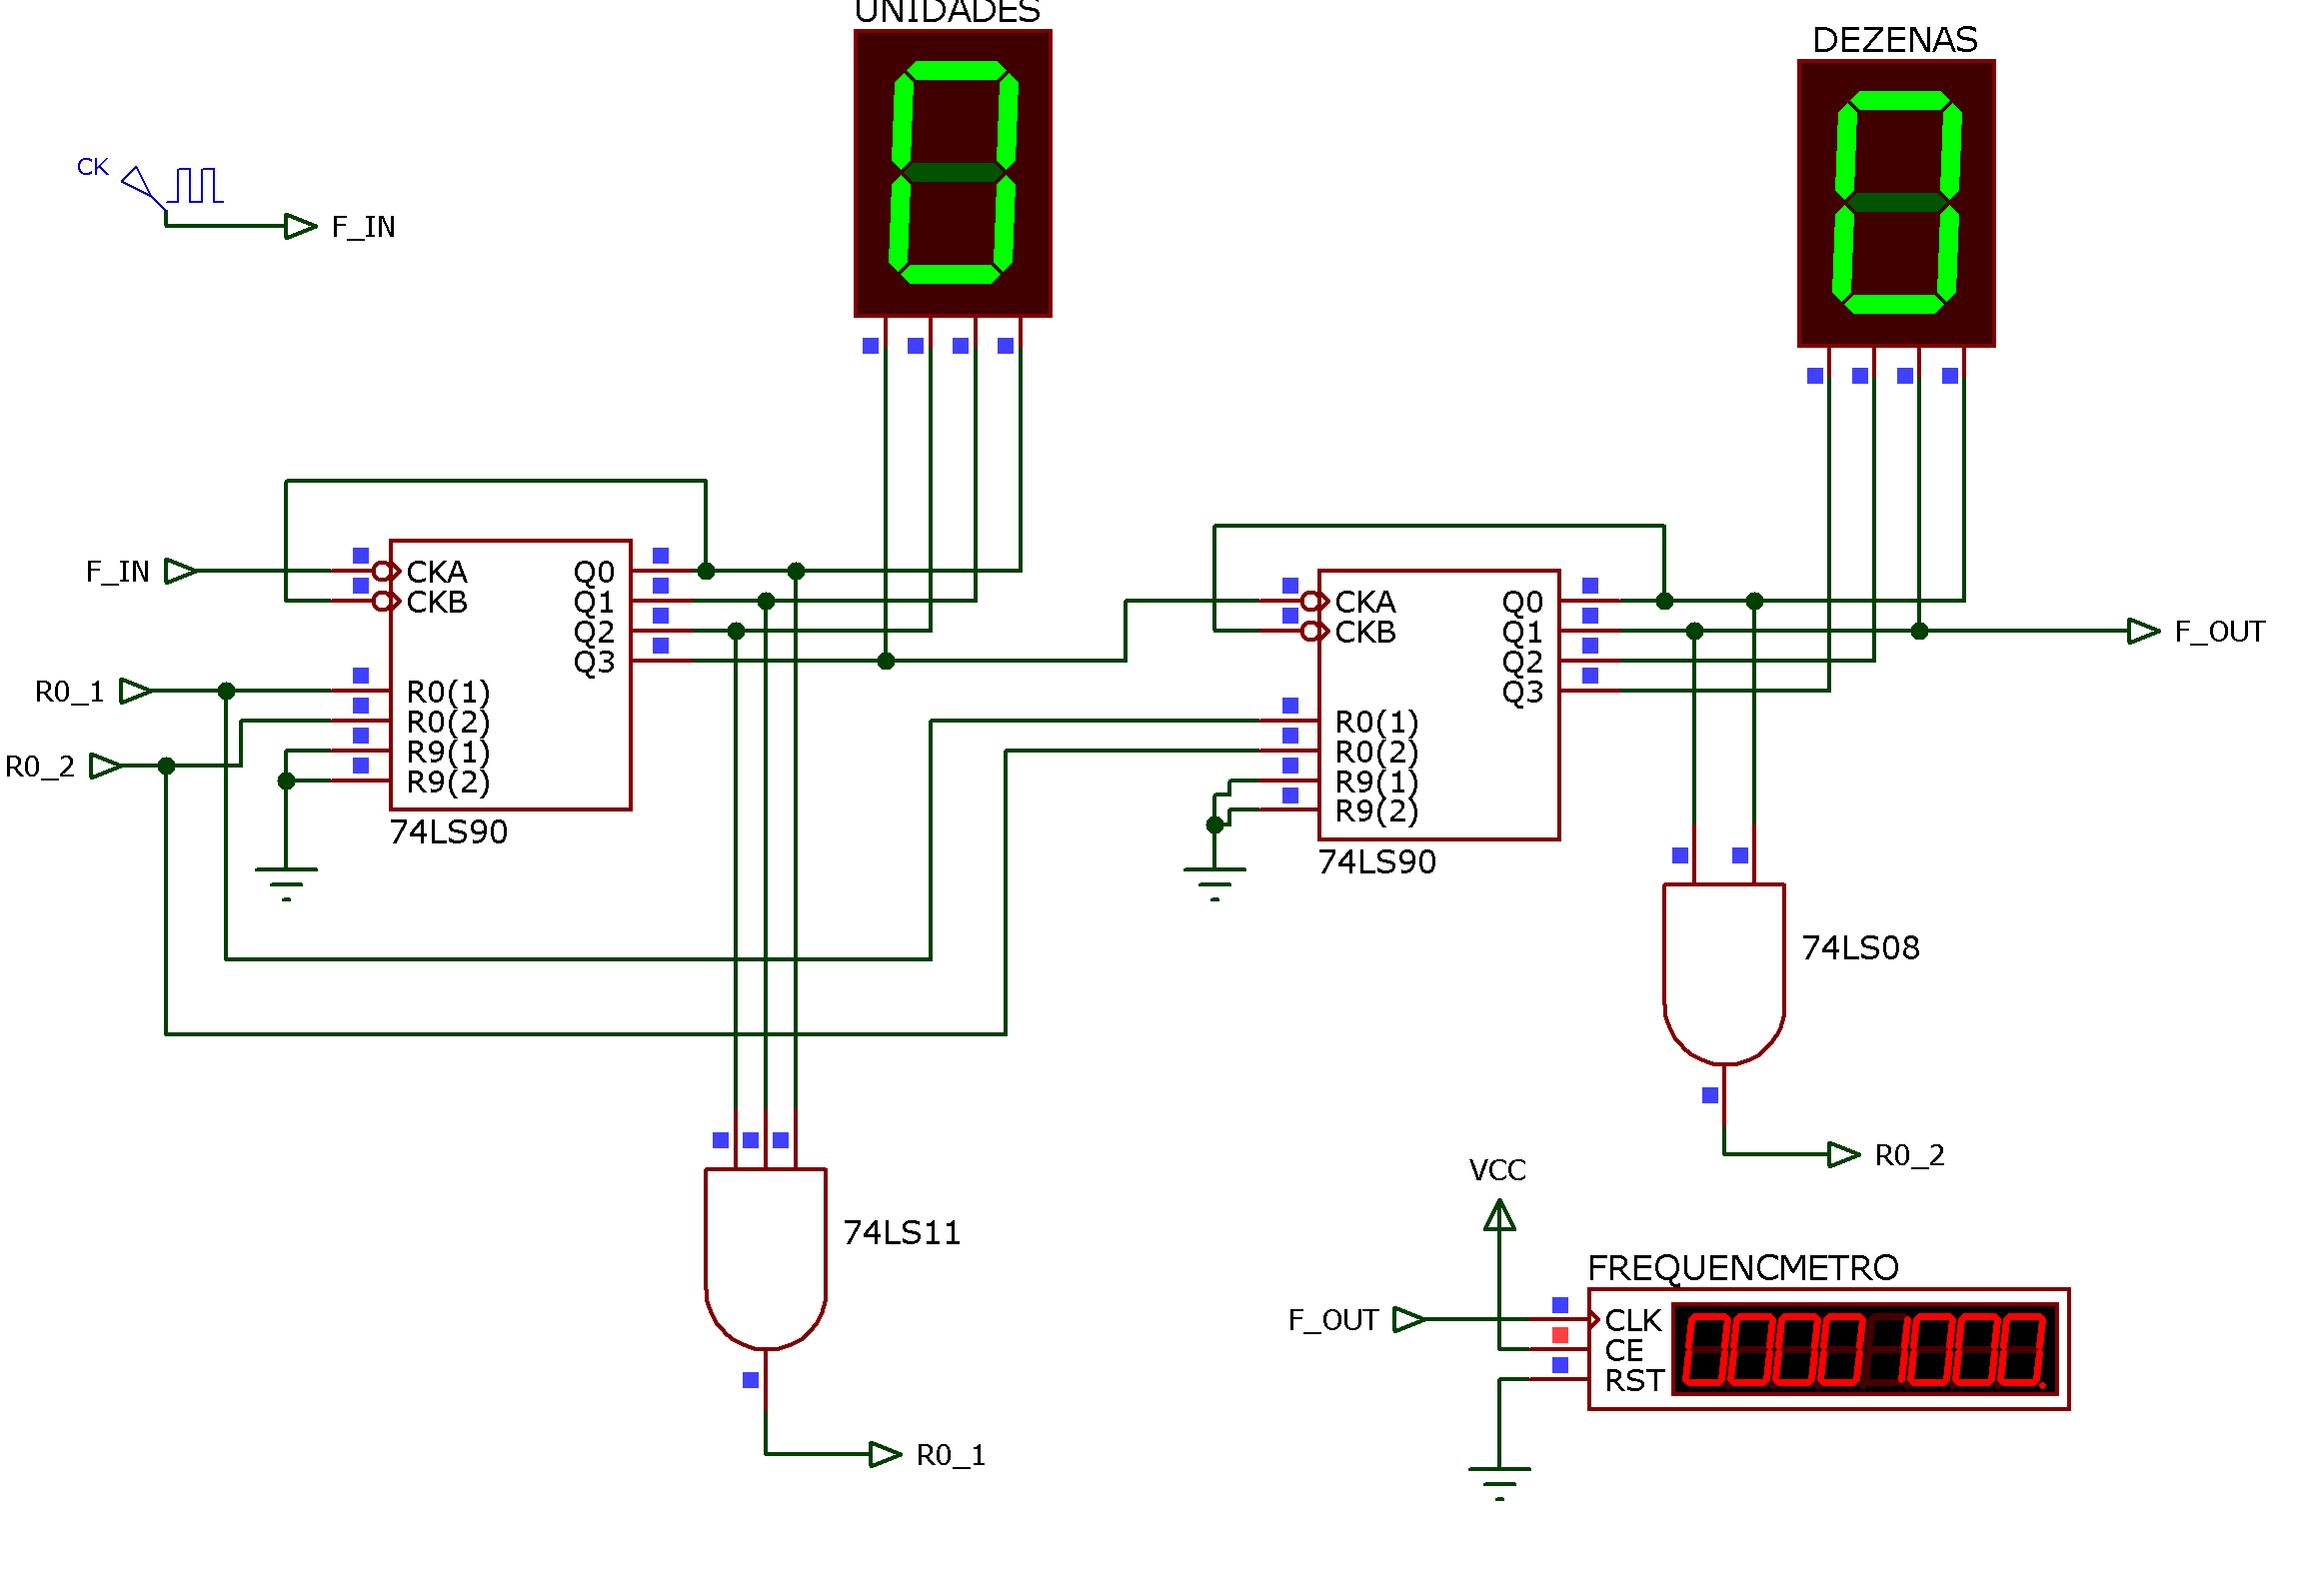 UNIDADES
DEZENAS
CK
F_IN
F_IN
CKA
CKB
Q0
Q1
Q2
Q3
R0_1
R0(1)
R0(2)
R9(1)
R9(2)
R0_2
74LS90
CKA
CKB
Q0
Q1
Q2
Q3
F_OUT
R0(1)
R0(2)
R9(1)
R9(2)
74LS90
74LS08
R0_2
VCC
74LS11
FREQUENCMETRO
F_OUT
CLK
CE
RST
00001000.
R0_1